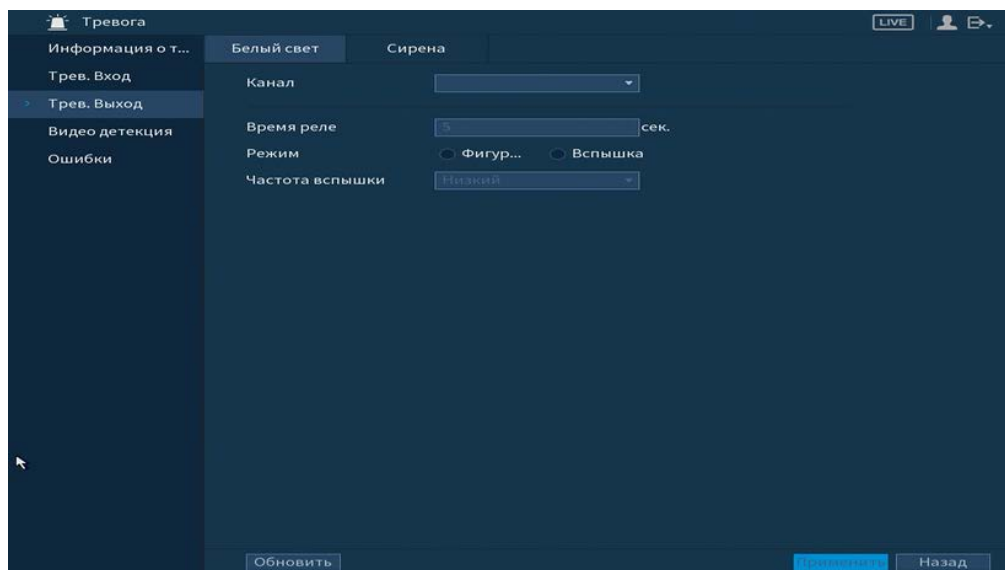 Тревога
LIVE
Информация о т...
Трев. Вход
Трев. Выход
Видео детекция
Ошибки
Белый свет
Сирена
Канал
Время реле
5
сек.
Режим
Фигур...
Вспышка
Частота вспышки
Низкий
Обновить
Применить
Назад